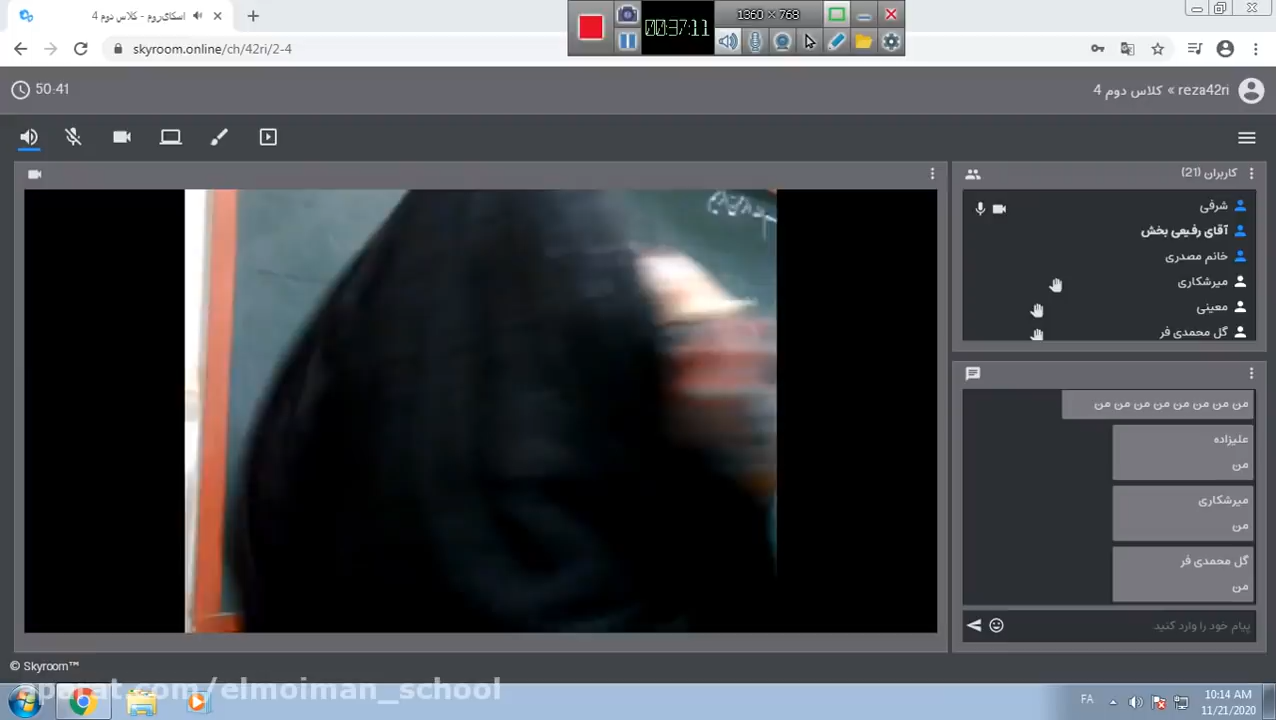 اسکای‌روم - کلاس دوم 4
00:37:11
1360 × 768
skyroom.online/ch/42ri/2-4
50:41
reza42ri » کلاس دوم 4
کاربران (21)
شرفی
آقای رفیعی بخش
خانم مصدری
میرشکاری
معینی
گل محمدی فر
من من من من من من من من
علیزاده
من
میرشکاری
من
گل محمدی فر
من
پیام خود را وارد کنید
© Skyroom™
aparat.com/elmoiman_school
FA
10:14 AM
11/21/2020